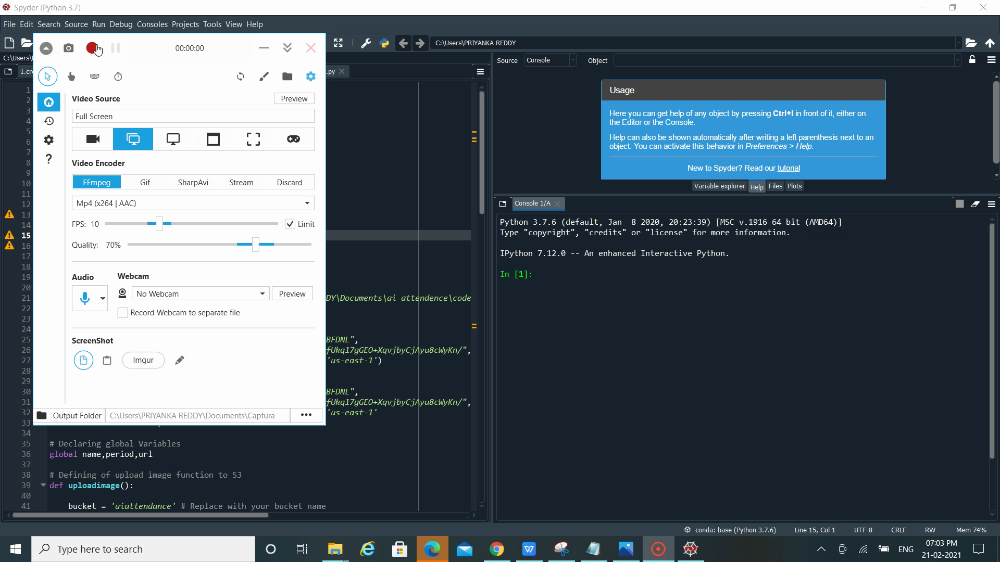 Spyder (Python 3.7)
File Edit Search Source Run Debug Consoles Projects Tools View Help
C:\Users\PRIYANKA REDDY
C:\Users\
Source Console Object
1.cr
.py
00:00:00
Video Source Preview
Full Screen
Video Encoder
FFmpeg Gif SharpAvi Stream Discard
Mp4 (x264 | AAC)
FPS: 10 Limit
Quality: 70%
Audio Webcam
No Webcam Preview
Record Webcam to separate file
ScreenShot
Imgur
Output Folder C:\Users\PRIYANKA REDDY\Documents\Captura •••
1
2
3
4
5
6
7
8
9
10
11
12
13
14
15
16
17
18
19
20
21 DY\Documents\ai attendence\code
22
23
24
25 BFDNL",
26 fUkq17gGEO+XqvjbyCjAyu8cWyKn/",
27 'us-east-1')
28
29
30 BFDNL",
31 fUkq17gGEO+XqvjbyCjAyu8cWyKn/",
32 'us-east-1'
33
34
35 # Declaring global Variables
36 global name,period,url
37
38 # Defining of upload image function to S3
39 def uploadimage():
40
41 bucket = 'aiattendance' # Replace with your bucket name
Usage
Here you can get help of any object by pressing Ctrl+I in front of it, either on
the Editor or the Console.
Help can also be shown automatically after writing a left parenthesis next to an
object. You can activate this behavior in Preferences > Help.
New to Spyder? Read our tutorial
Variable explorer Help Files Plots
Console 1/A
Python 3.7.6 (default, Jan  8 2020, 20:23:39) [MSC v.1916 64 bit (AMD64)]
Type "copyright", "credits" or "license" for more information.
IPython 7.12.0 -- An enhanced Interactive Python.
In [1]:
conda: base (Python 3.7.6) Line 15, Col 1 UTF-8 CRLF RW Mem 74%
Type here to search
ENG
07:03 PM
21-02-2021